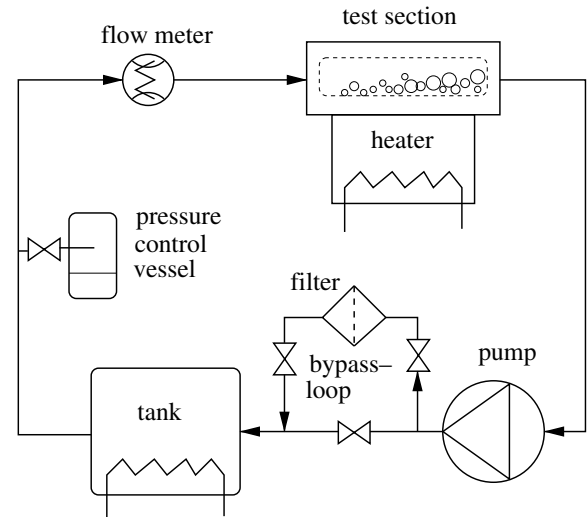 test section
flow meter
heater
pressure
control
vessel
filter
bypass–
loop
pump
tank